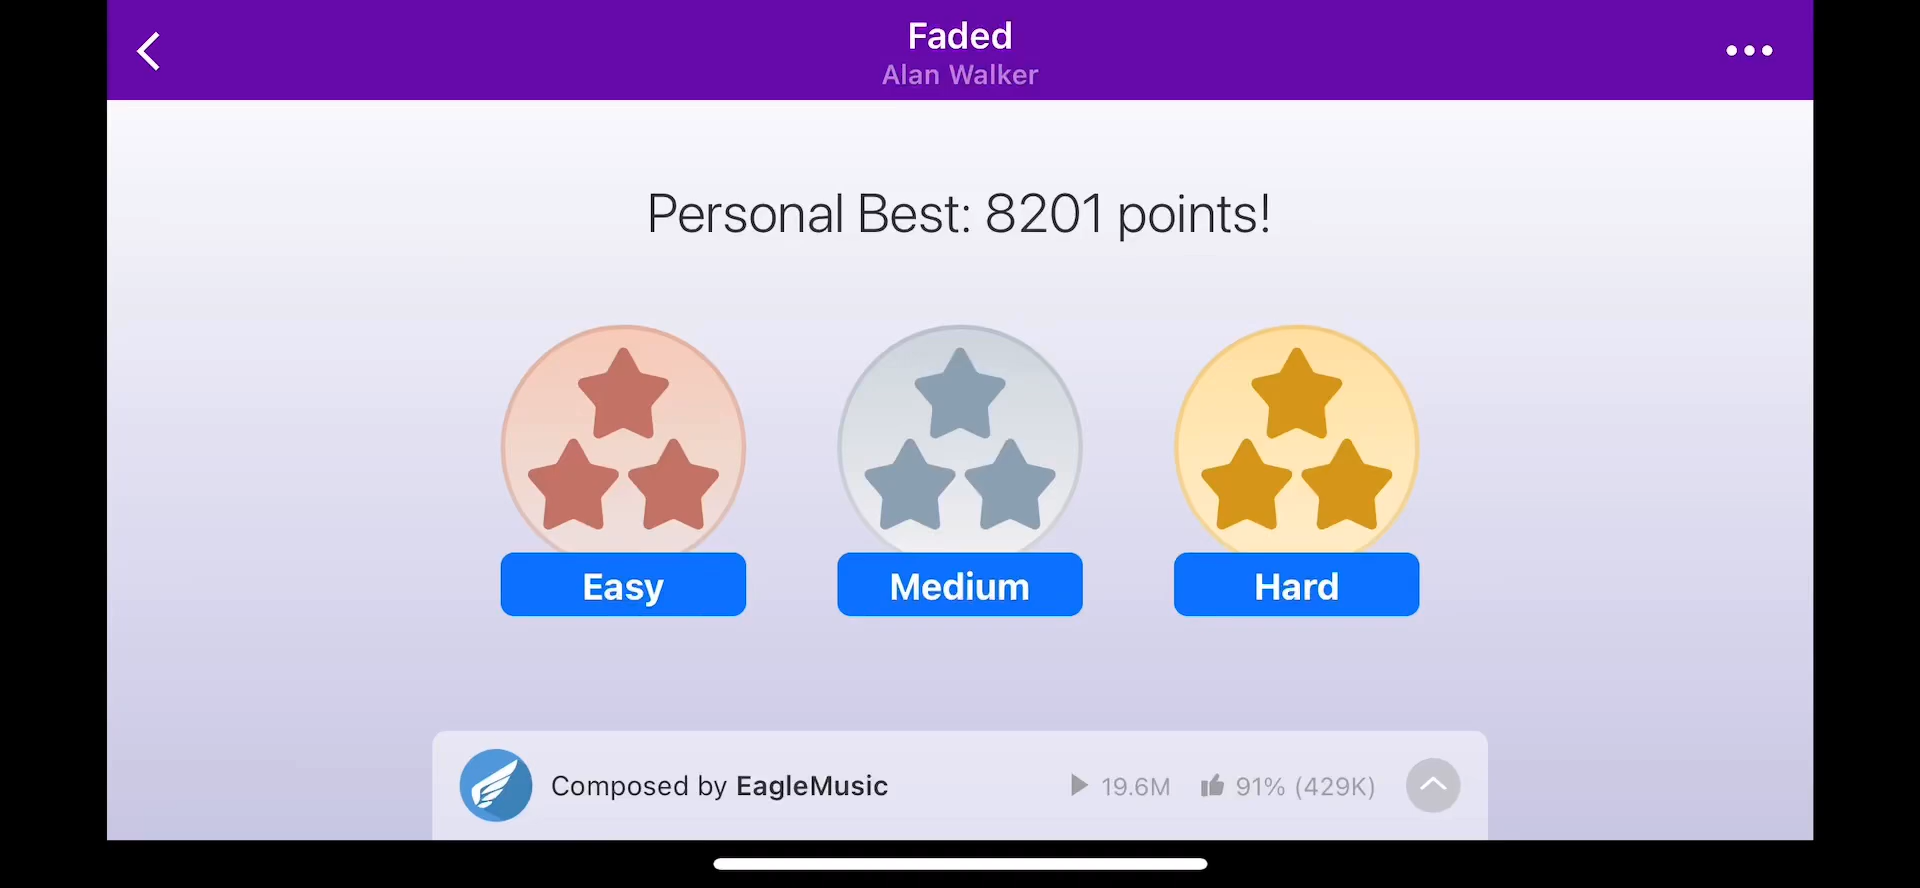 Faded
Alan Walker
Personal Best: 8201 points!
Easy
Medium
Hard
Composed by EagleMusic
19.6M
91% (429K)